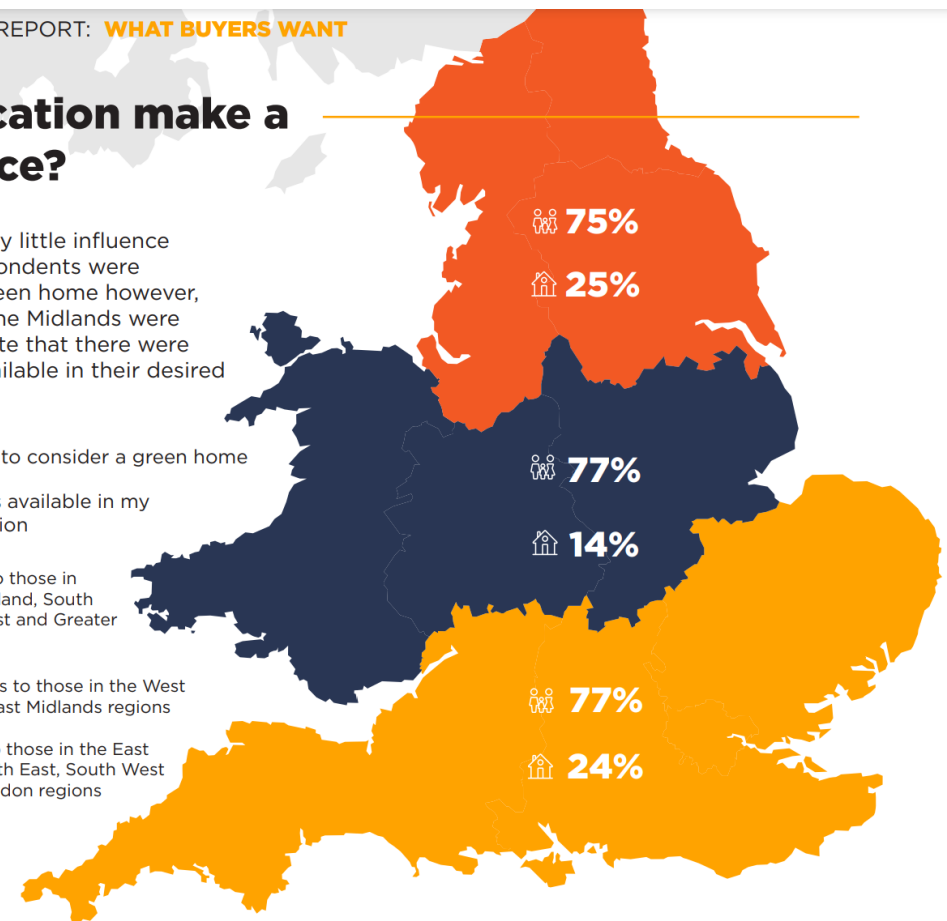 REPORT: WHAT BUYERS WANT
cation make a
ce?
y little influence
ondents were
een home however,
ne Midlands were
te that there were
ailable in their desired
to consider a green home
s available in my
ion
o those in
land, South
st and Greater
s to those in the West
ast Midlands regions
o those in the East
th East, South West
don regions
75%
25%
77%
14%
77%
24%